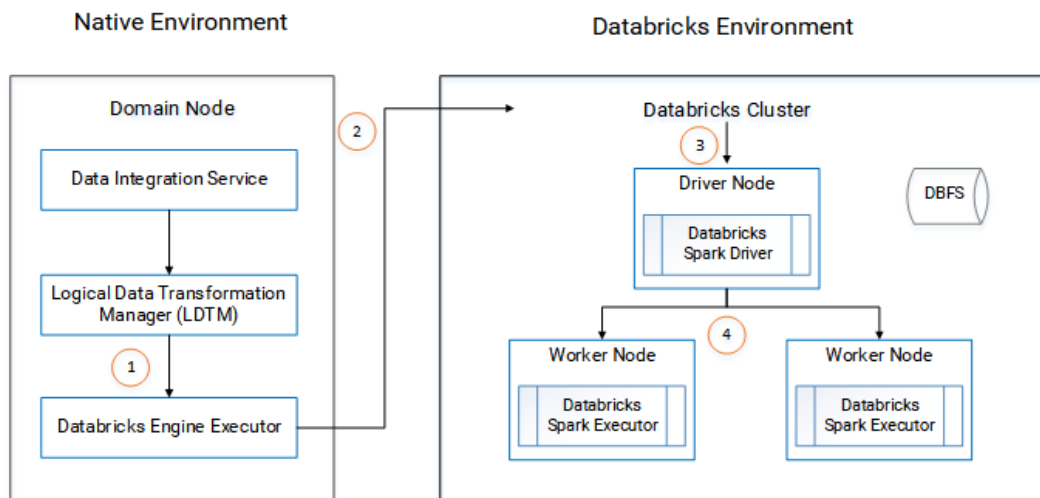 Native Environment
Databricks Environment
Domain Node
Data Integration Service
Logical Data Transformation
Manager (LDTM)
1
Databricks Engine Executor
2
Databricks Cluster
3
Driver Node
Databricks
Spark Driver
DBFS
4
Worker Node
Databricks
Spark Executor
Worker Node
Databricks
Spark Executor